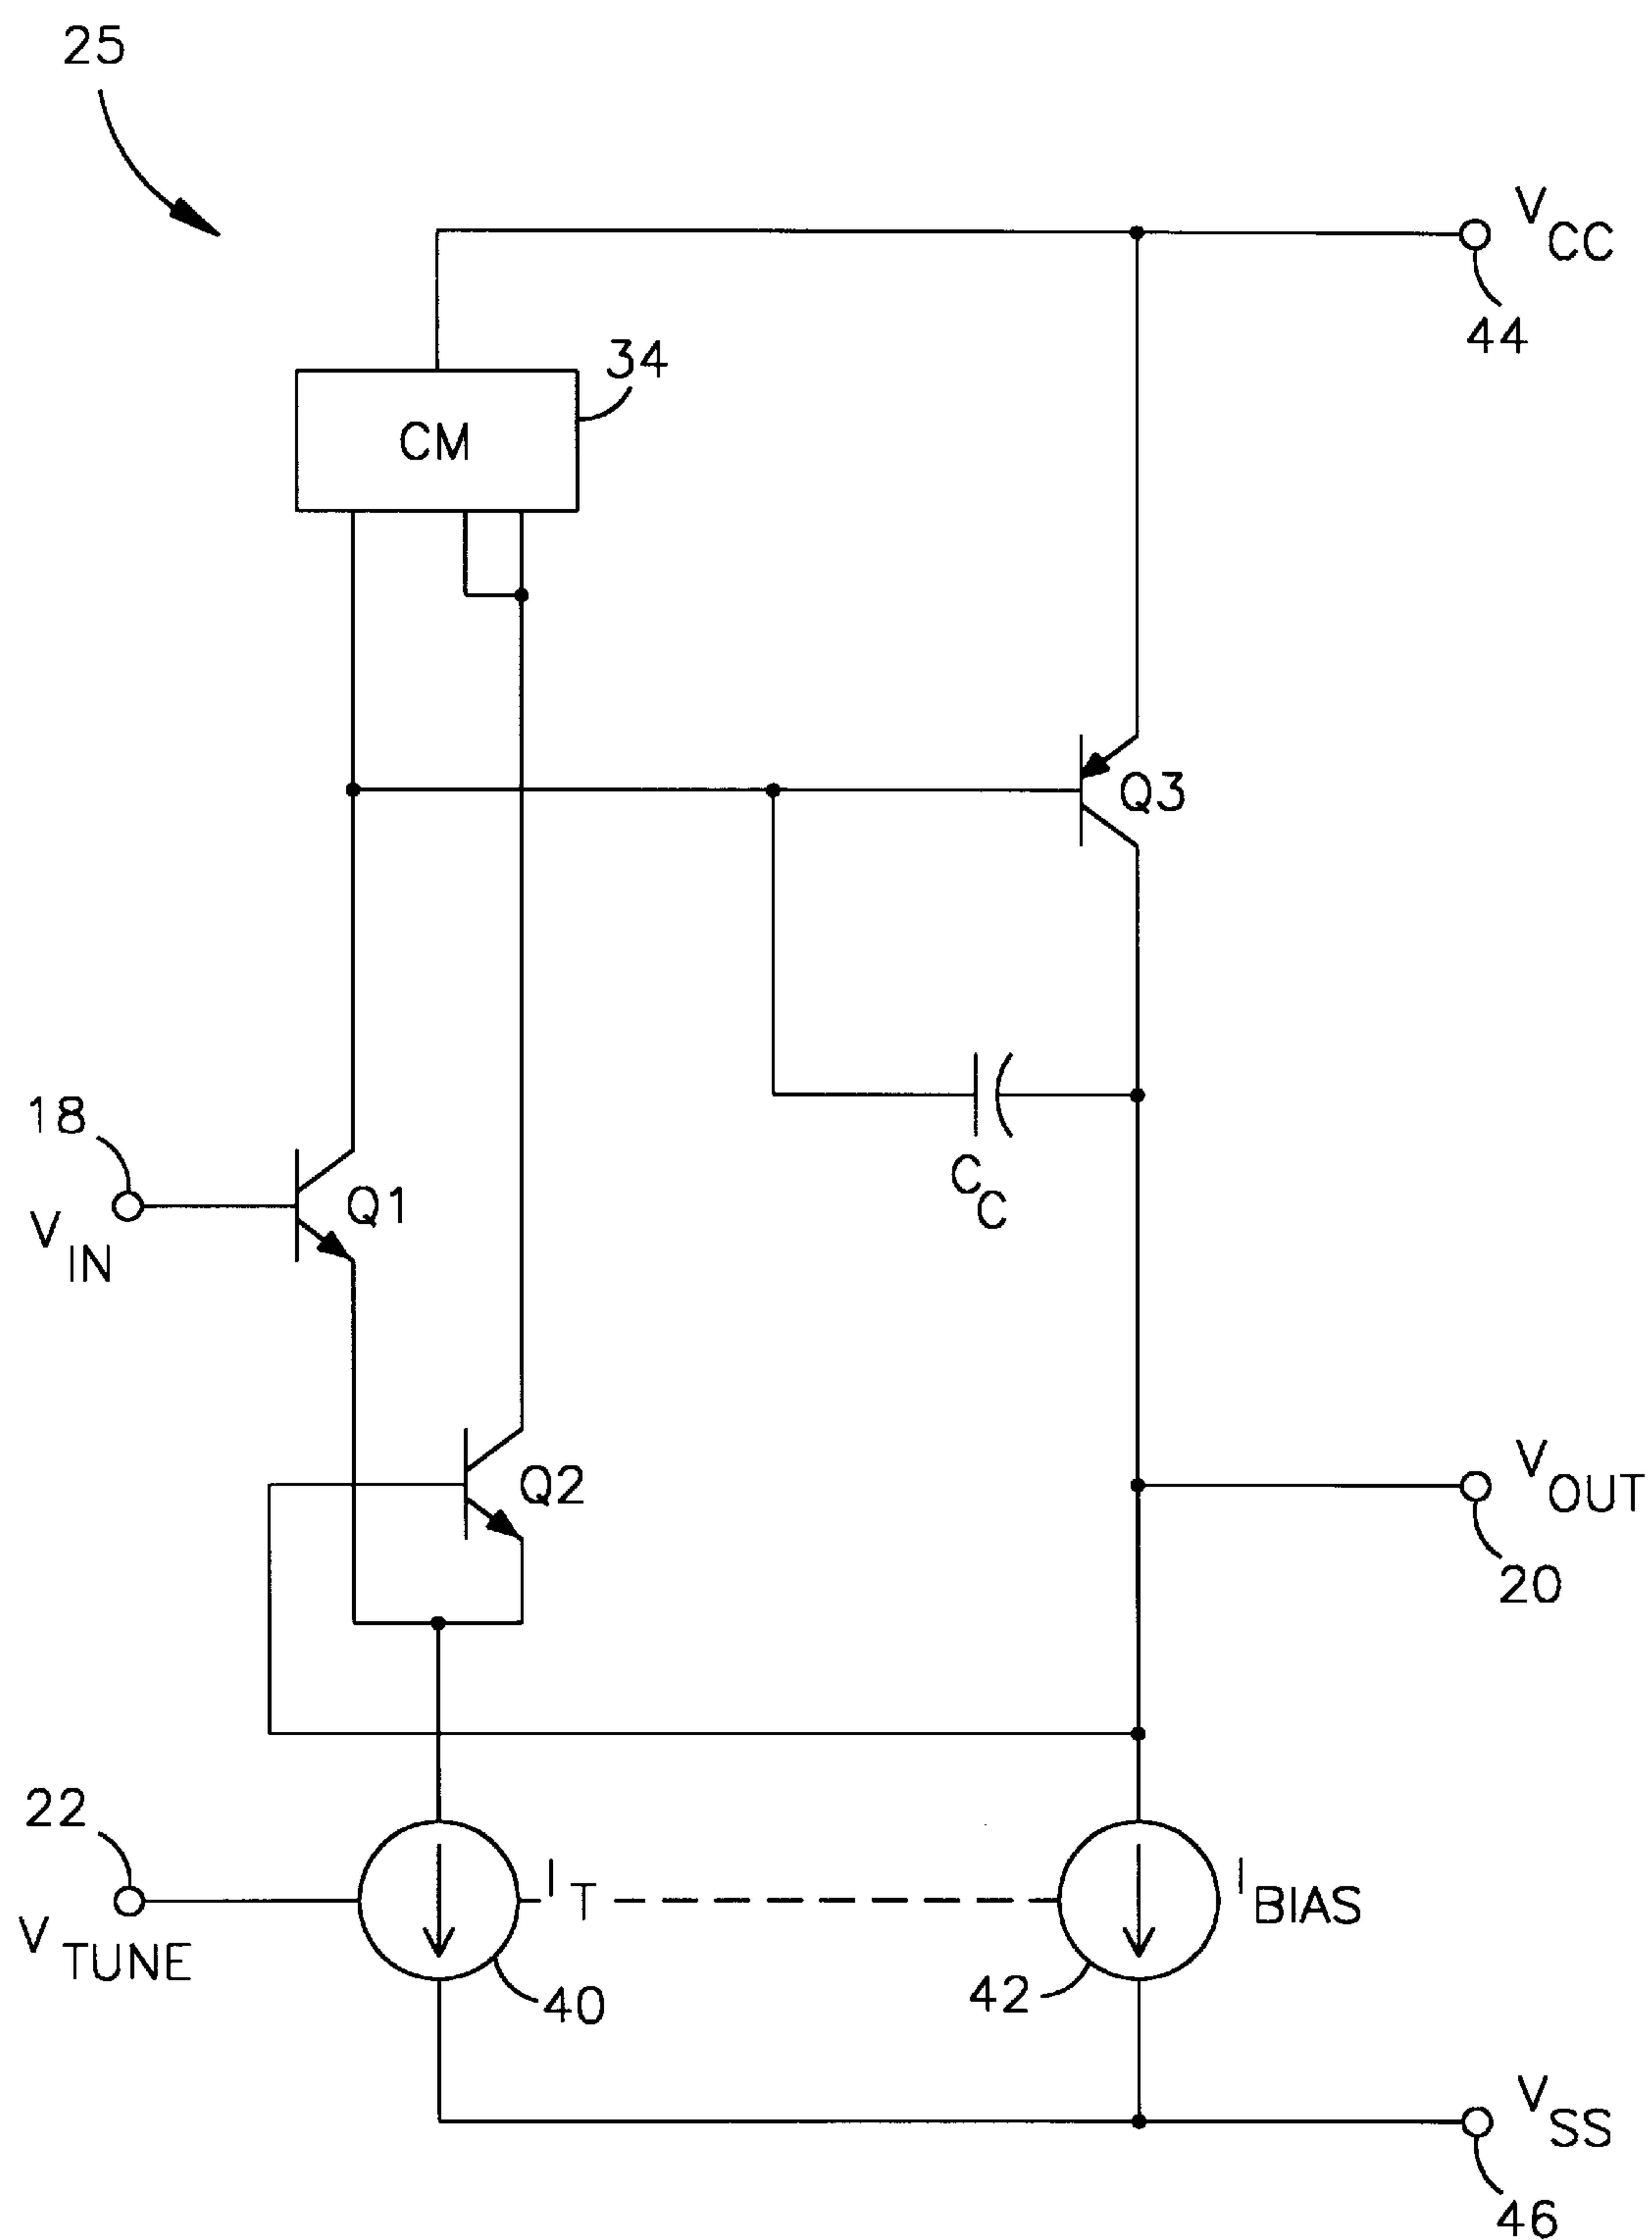 25
V CC
44
34
CM
Q3
18
V IN
Q1
C C
Q2
V OUT
20
22
V TUNE
I T
I BIAS
40
42
V SS
46